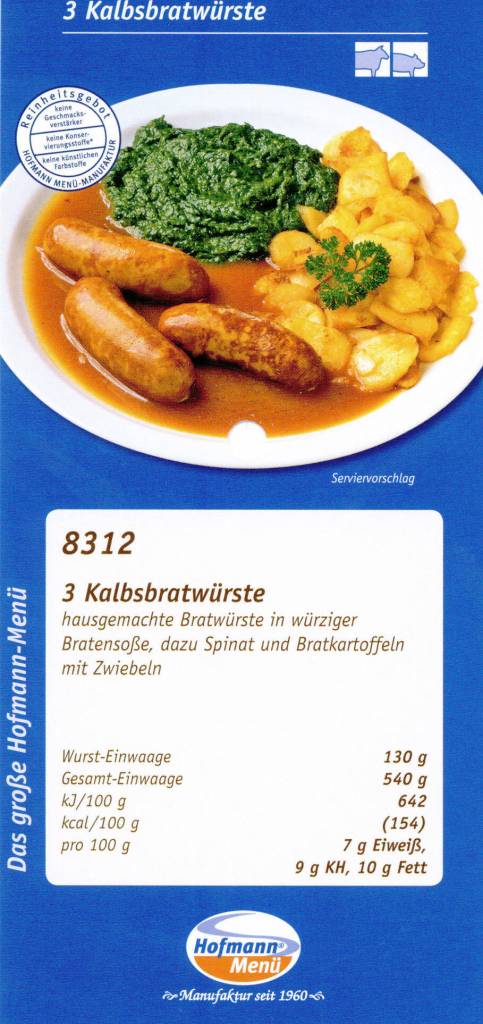 3 Kalbsbratwürste
Reinheitsgebot
keine
Geschmacks-
verstärker
keine Konser-
vierungsstoffe*
keine künstlichen
Farbstoffe
HOFMANN MENÜ-MANUFAKTUR
Serviervorschlag
8312
3 Kalbsbratwürste
hausgemachte Bratwürste in würziger
Bratensoße, dazu Spinat und Bratkartoffeln
mit Zwiebeln
Wurst-Einwaage 130 g
Gesamt-Einwaage 540 g
kJ/100 g 642
kcal/100 g (154)
pro 100 g 7 g Eiweiß,
9 g KH, 10 g Fett
Das große Hofmann-Menü
Hofmann®
Menü
Manufaktur seit 1960